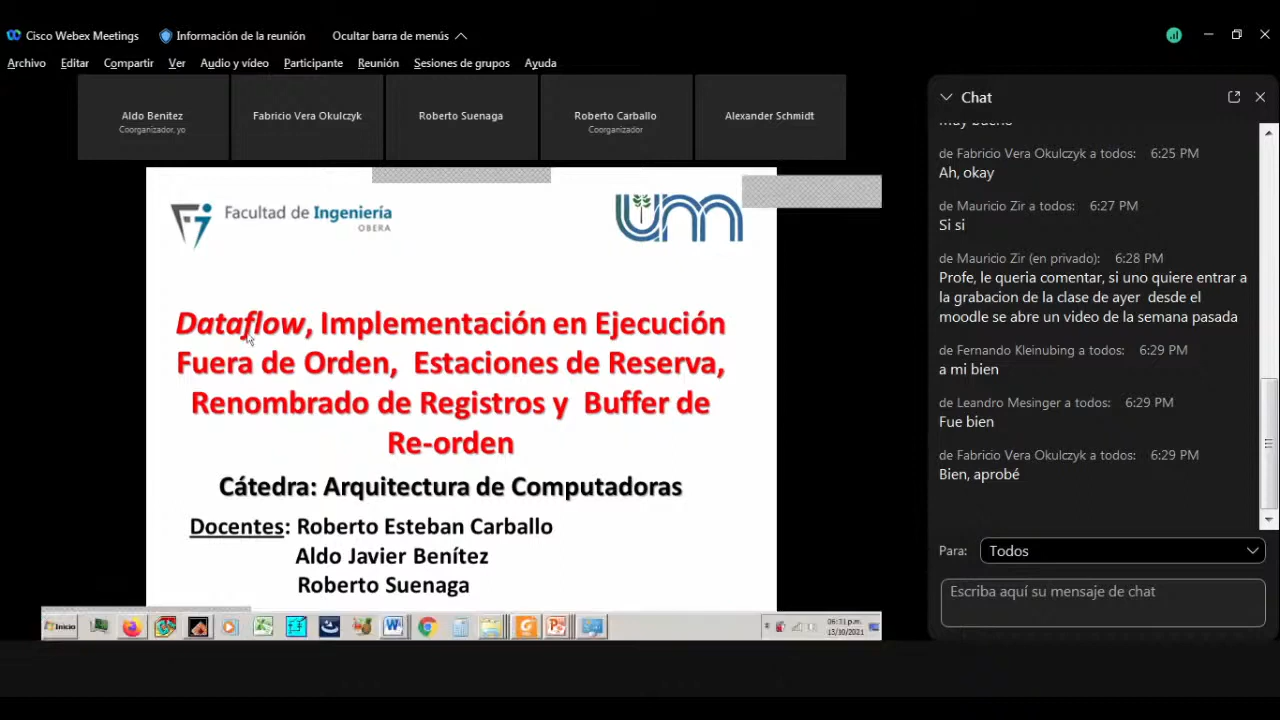 Cisco Webex Meetings
Información de la reunión
Ocultar barra de menús
Archivo Editar Compartir Ver Audio y vídeo Participante Reunión Sesiones de grupos Ayuda
Aldo Benitez
Coorganizador, yo
Fabricio Vera Okulczyk
Roberto Suenaga
Roberto Carballo
Coorganizador
Alexander Schmidt
Facultad de Ingeniería
OBERA
um
Dataflow, Implementación en Ejecución
Fuera de Orden, Estaciones de Reserva,
Renombrado de Registros y Buffer de
Re-orden
Cátedra: Arquitectura de Computadoras
Docentes: Roberto Esteban Carballo
Aldo Javier Benítez
Roberto Suenaga
Inicio
06:31 p.m.
13/10/2021
Chat
de Fabricio Vera Okulczyk a todos: 6:25 PM
Ah, okay
de Mauricio Zir a todos: 6:27 PM
Si si
de Mauricio Zir (en privado): 6:28 PM
Profe, le queria comentar, si uno quiere entrar a
la grabacion de la clase de ayer desde el
moodle se abre un video de la semana pasada
de Fernando Kleinubing a todos: 6:29 PM
a mi bien
de Leandro Mesinger a todos: 6:29 PM
Fue bien
de Fabricio Vera Okulczyk a todos: 6:29 PM
Bien, aprobé
Para: Todos
Escriba aquí su mensaje de chat